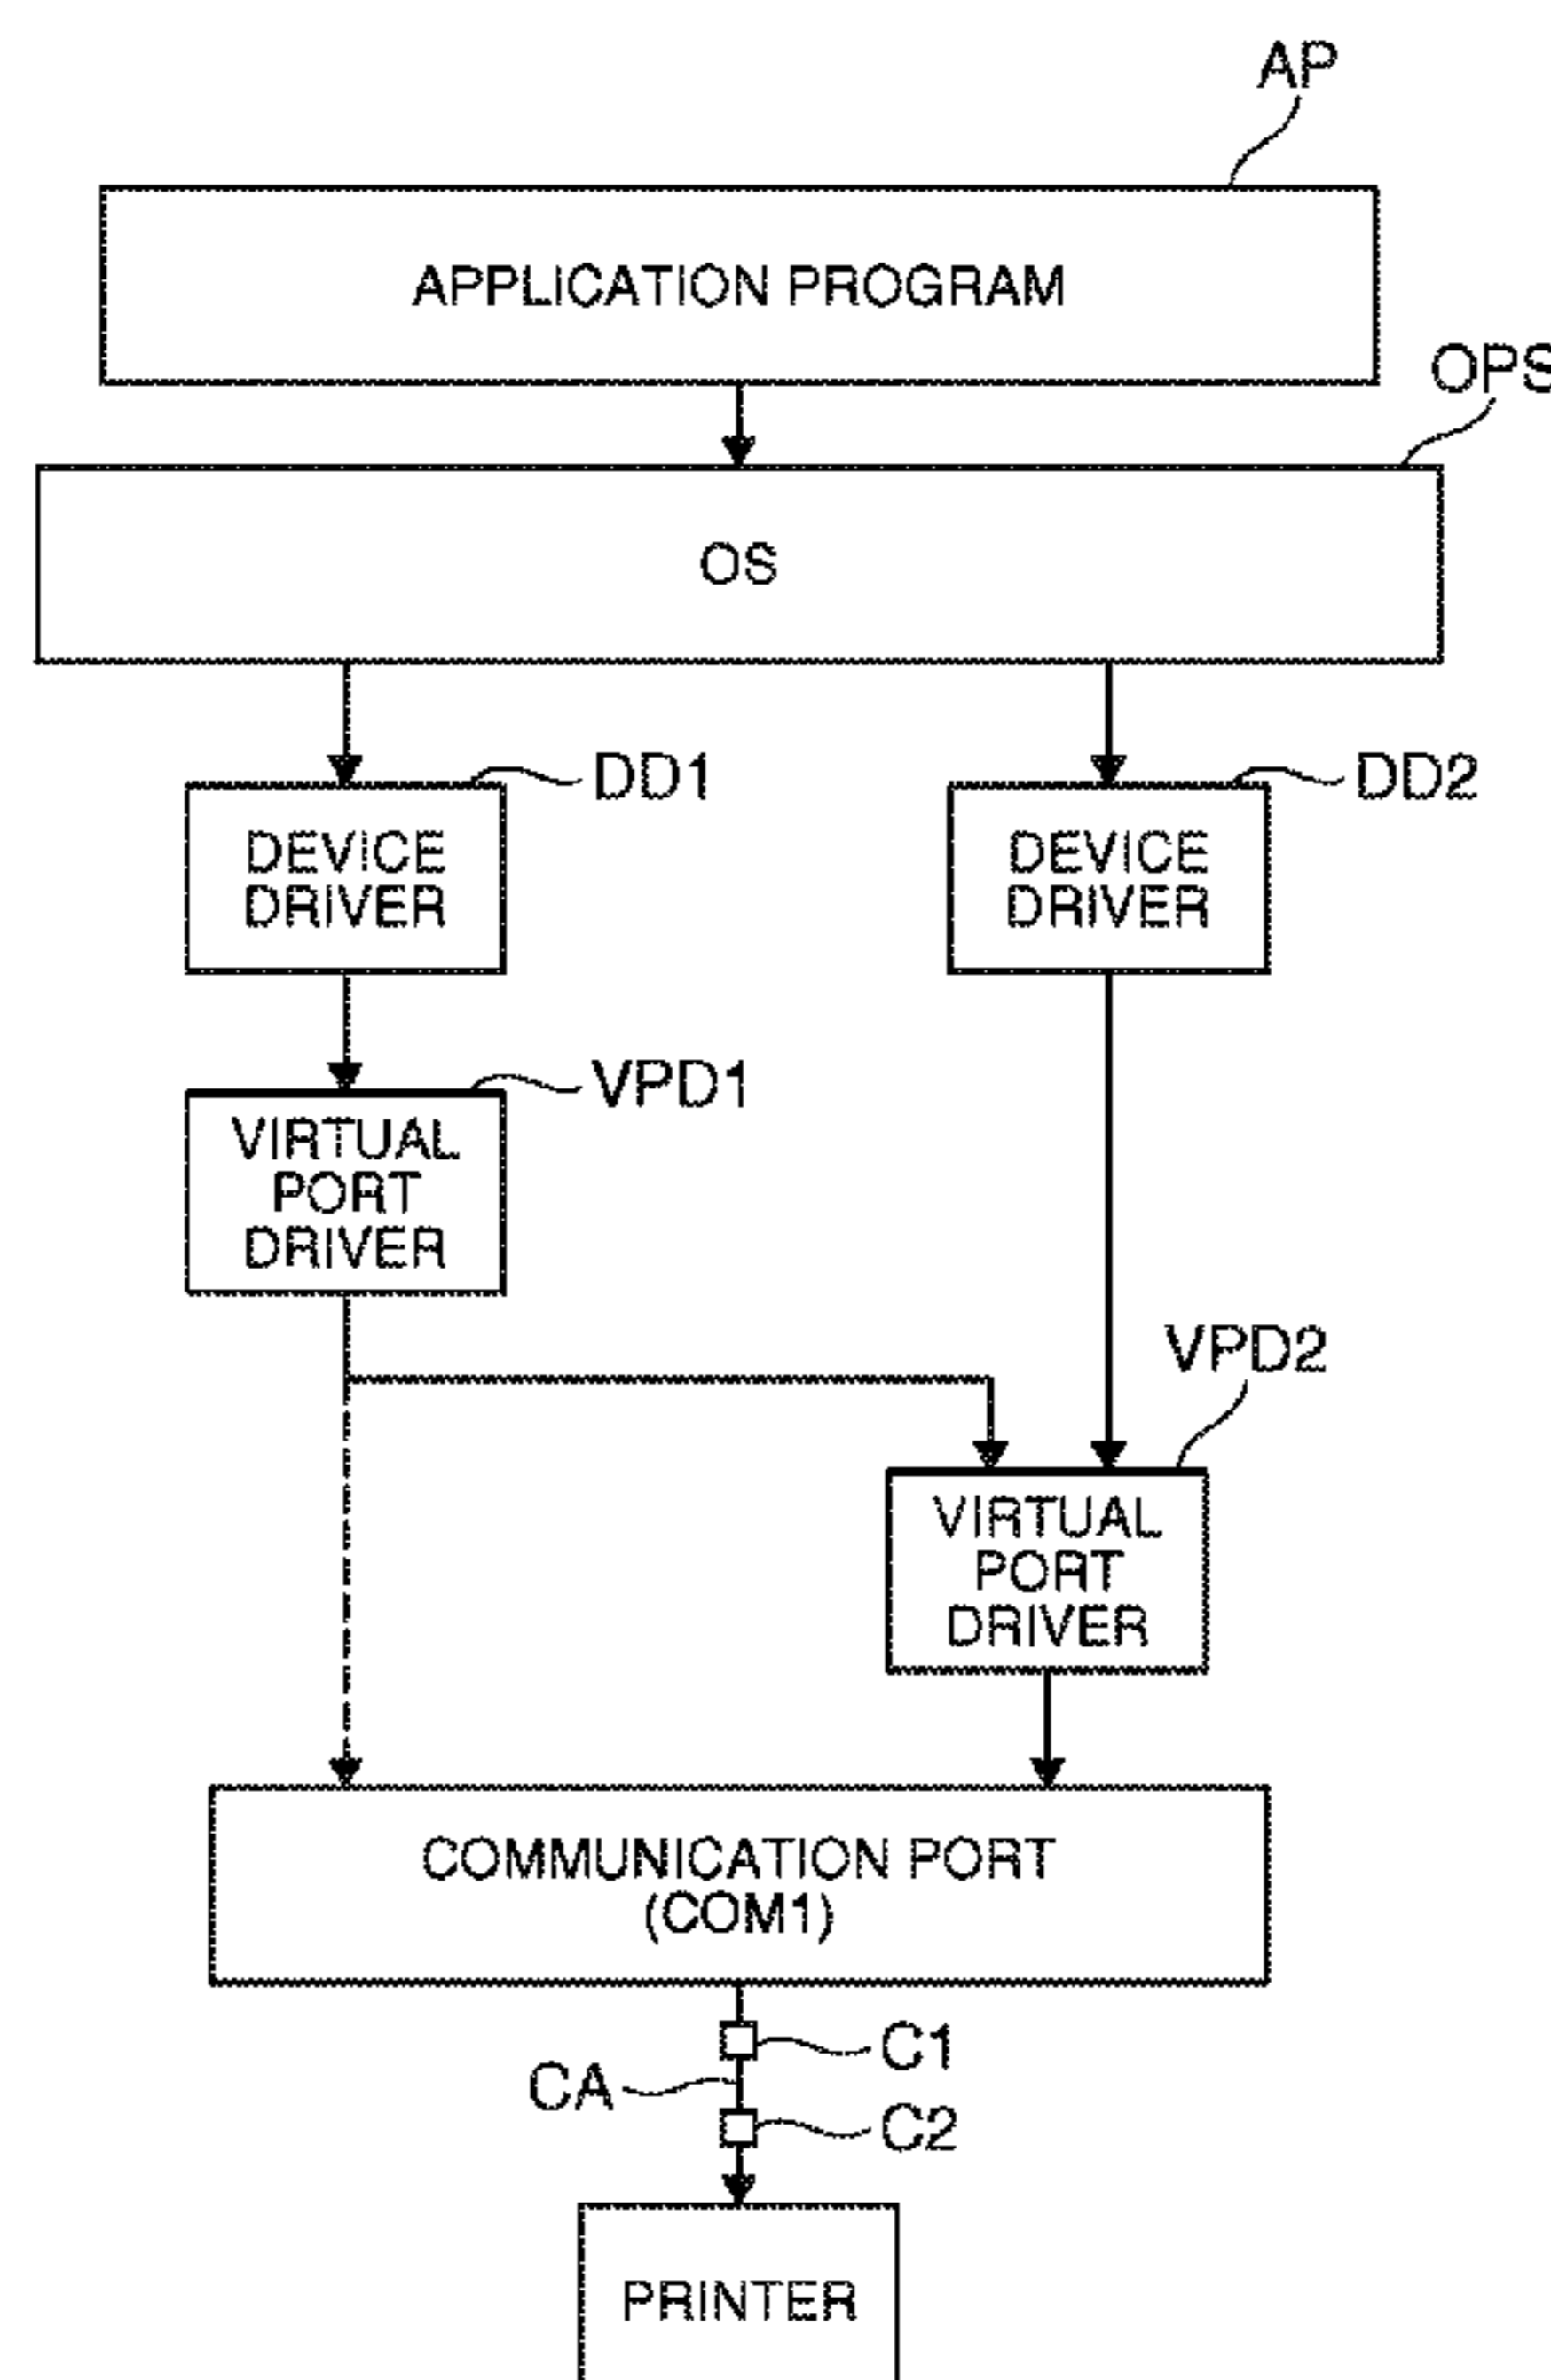 AP
APPLICATION PROGRAM
OPS
OS
DD1
DD2
DEVICE
DRIVER
DEVICE
DRIVER
VPD1
VIRTUAL
PORT
DRIVER
VPD2
VIRTUAL
PORT
DRIVER
COMMUNICATION PORT
(COM1)
C1
CA
C2
PRINTER